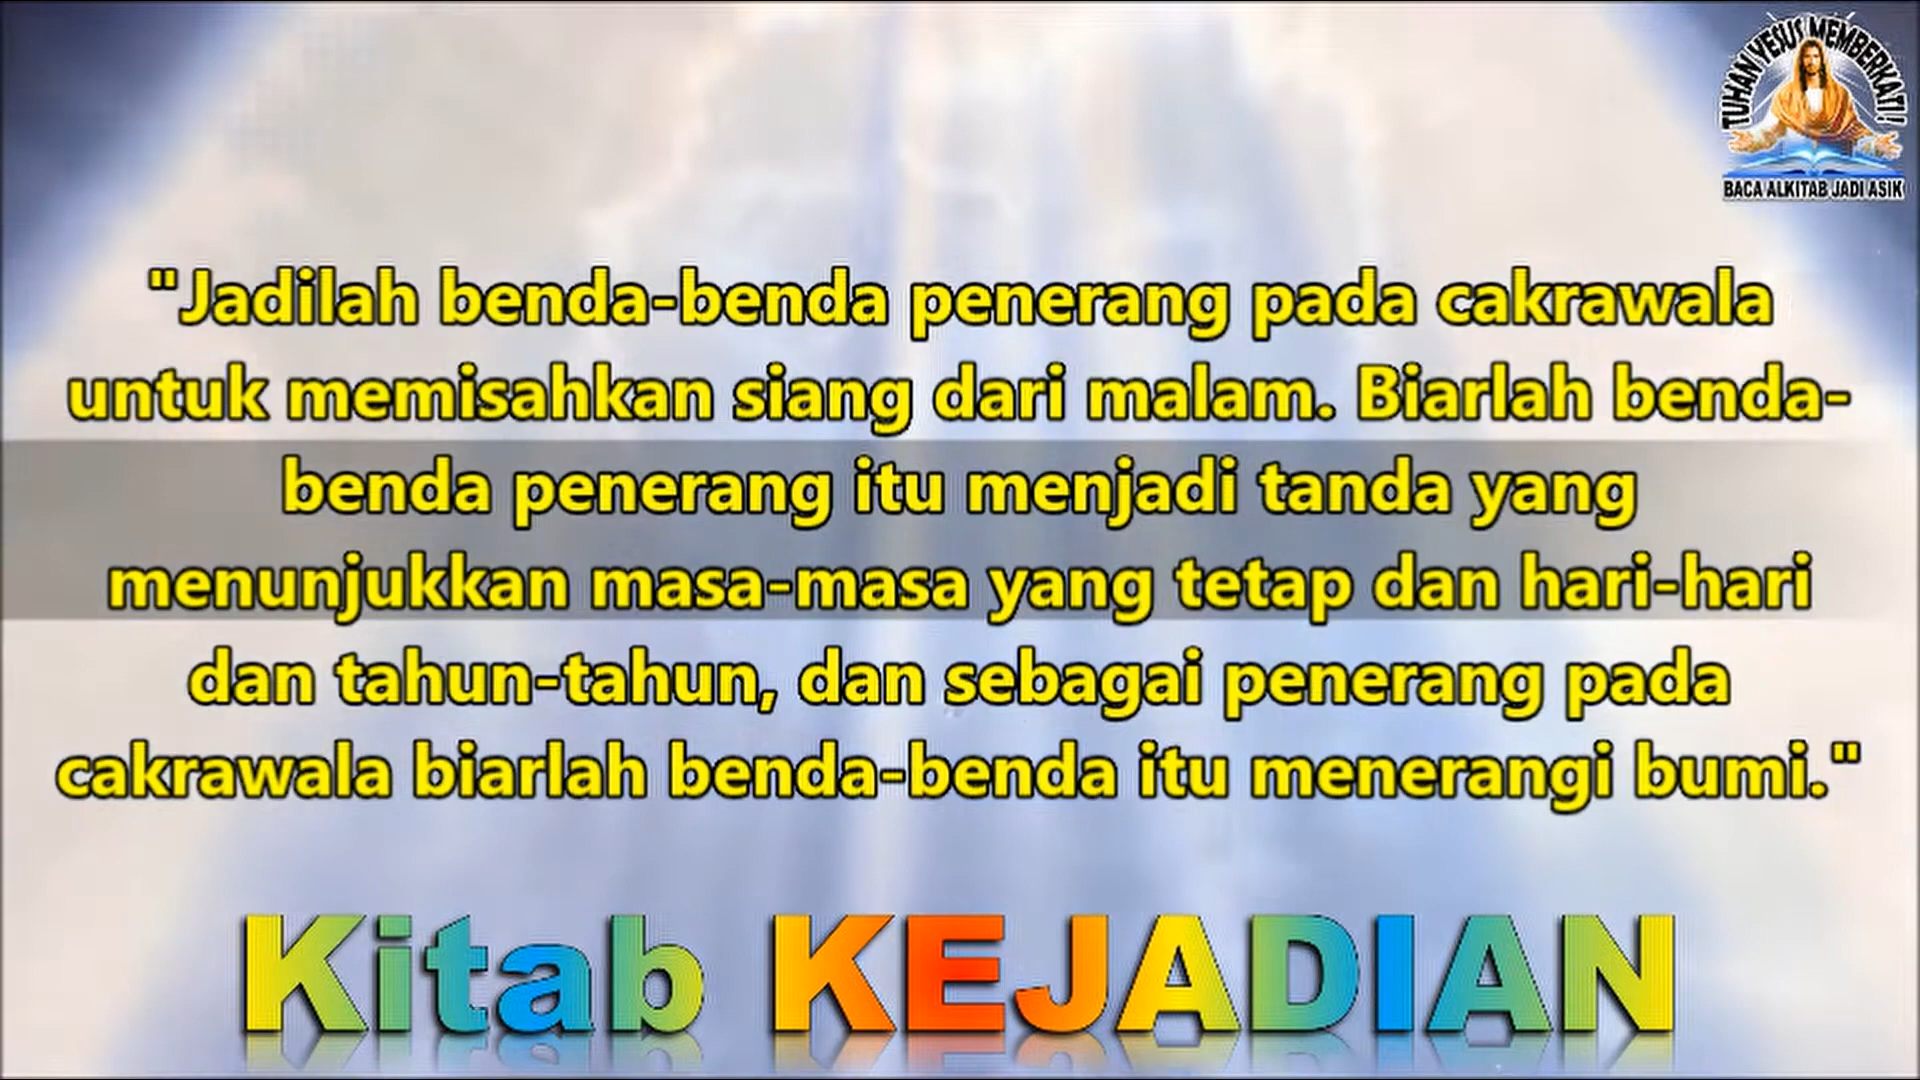 TUHAN YESUS MEMBERKATI!
BACA ALKITAB JADI ASIK
"Jadilah benda-benda penerang pada cakrawala
untuk memisahkan siang dari malam. Biarlah benda-
benda penerang itu menjadi tanda yang
menunjukkan masa-masa yang tetap dan hari-hari
dan tahun-tahun, dan sebagai penerang pada
cakrawala biarlah benda-benda itu menerangi bumi."
Kitab KEJADIAN